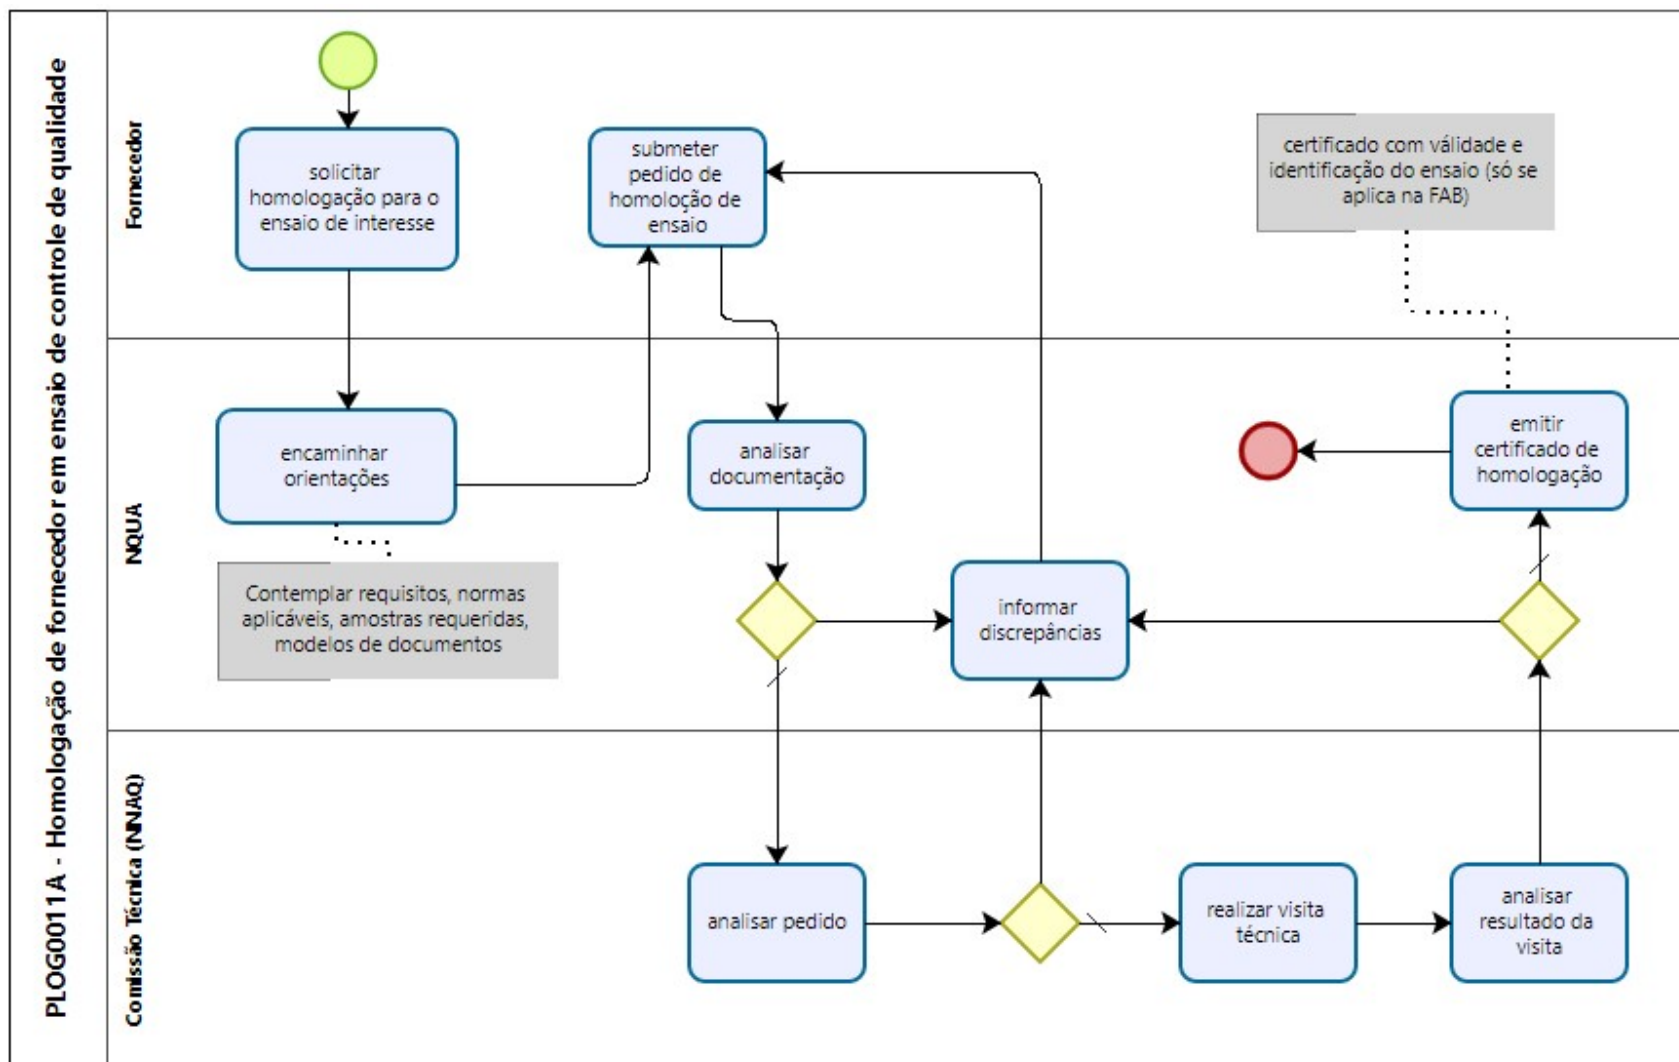 PLOG0011A - Homologação de fornecedor em ensaio de controle de qualidade
Fornecedor
solicitar
homologação para o
ensaio de interesse
submeter
pedido de
homoloção de
ensaio
certificado com válidade e
identificação do ensaio (só se
aplica na FAB)
NQUA
encaminhar
orientações
Contemplar requisitos, normas
aplicáveis, amostras requeridas,
modelos de documentos
analisar
documentação
informar
discrepâncias
emitir
certificado de
homologação
Comissão Técnica (NNAQ)
analisar pedido
realizar visita
técnica
analisar
resultado da
visita